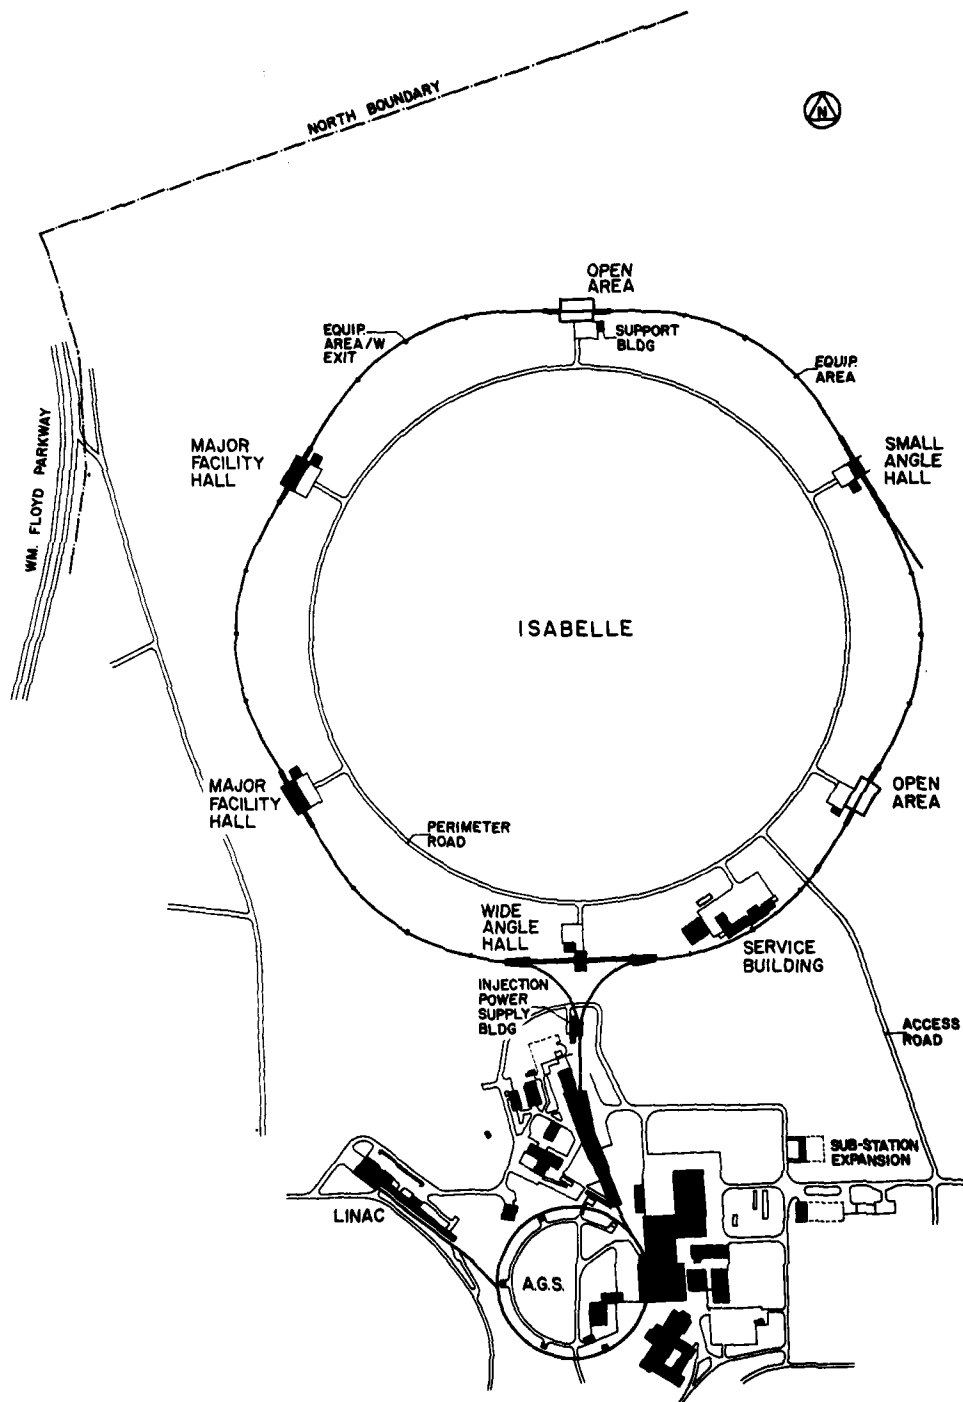 NORTH BOUNDARY
N
OPEN
AREA
EQUIP.
AREA/W
EXIT
SUPPORT
BLDG
EQUIP.
AREA
WM. FLOYD PARKWAY
MAJOR
FACILITY
HALL
SMALL
ANGLE
HALL
ISABELLE
MAJOR
FACILITY
HALL
OPEN
AREA
PERIMETER
ROAD
WIDE
ANGLE
HALL
SERVICE
BUILDING
INJECTION
POWER
SUPPLY
BLDG
ACCESS
ROAD
SUB-STATION
EXPANSION
LINAC
A.G.S.